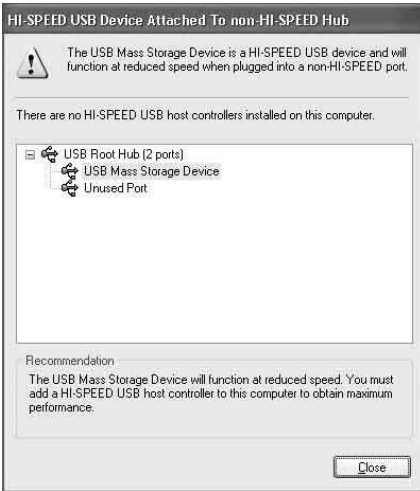 HI-SPEED USB Device Attached To non-HI-SPEED Hub
The USB Mass Storage Device is a HI-SPEED USB device and will
function at reduced speed when plugged into a non-HI-SPEED port.
There are no HI-SPEED USB host controllers installed on this computer.
USB Root Hub (2 ports)
USB Mass Storage Device
Unused Port
Recommendation
The USB Mass Storage Device will function at reduced speed. You must
add a HI-SPEED USB host controller to this computer to obtain maximum
performance.
Close